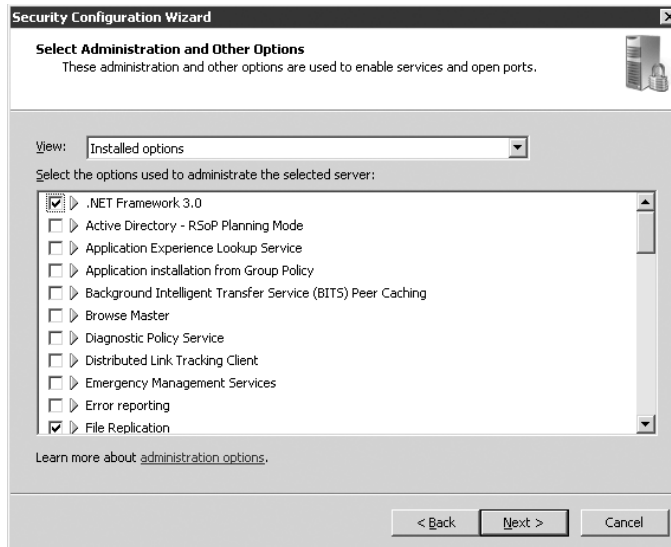 Security Configuration Wizard
Select Administration and Other Options
These administration and other options are used to enable services and open ports.
View: Installed options
Select the options used to administrate the selected server:
.NET Framework 3.0
Active Directory - RSoP Planning Mode
Application Experience Lookup Service
Application installation from Group Policy
Background Intelligent Transfer Service (BITS) Peer Caching
Browse Master
Diagnostic Policy Service
Distributed Link Tracking Client
Emergency Management Services
Error reporting
File Replication
Learn more about administration options.
< Back Next > Cancel